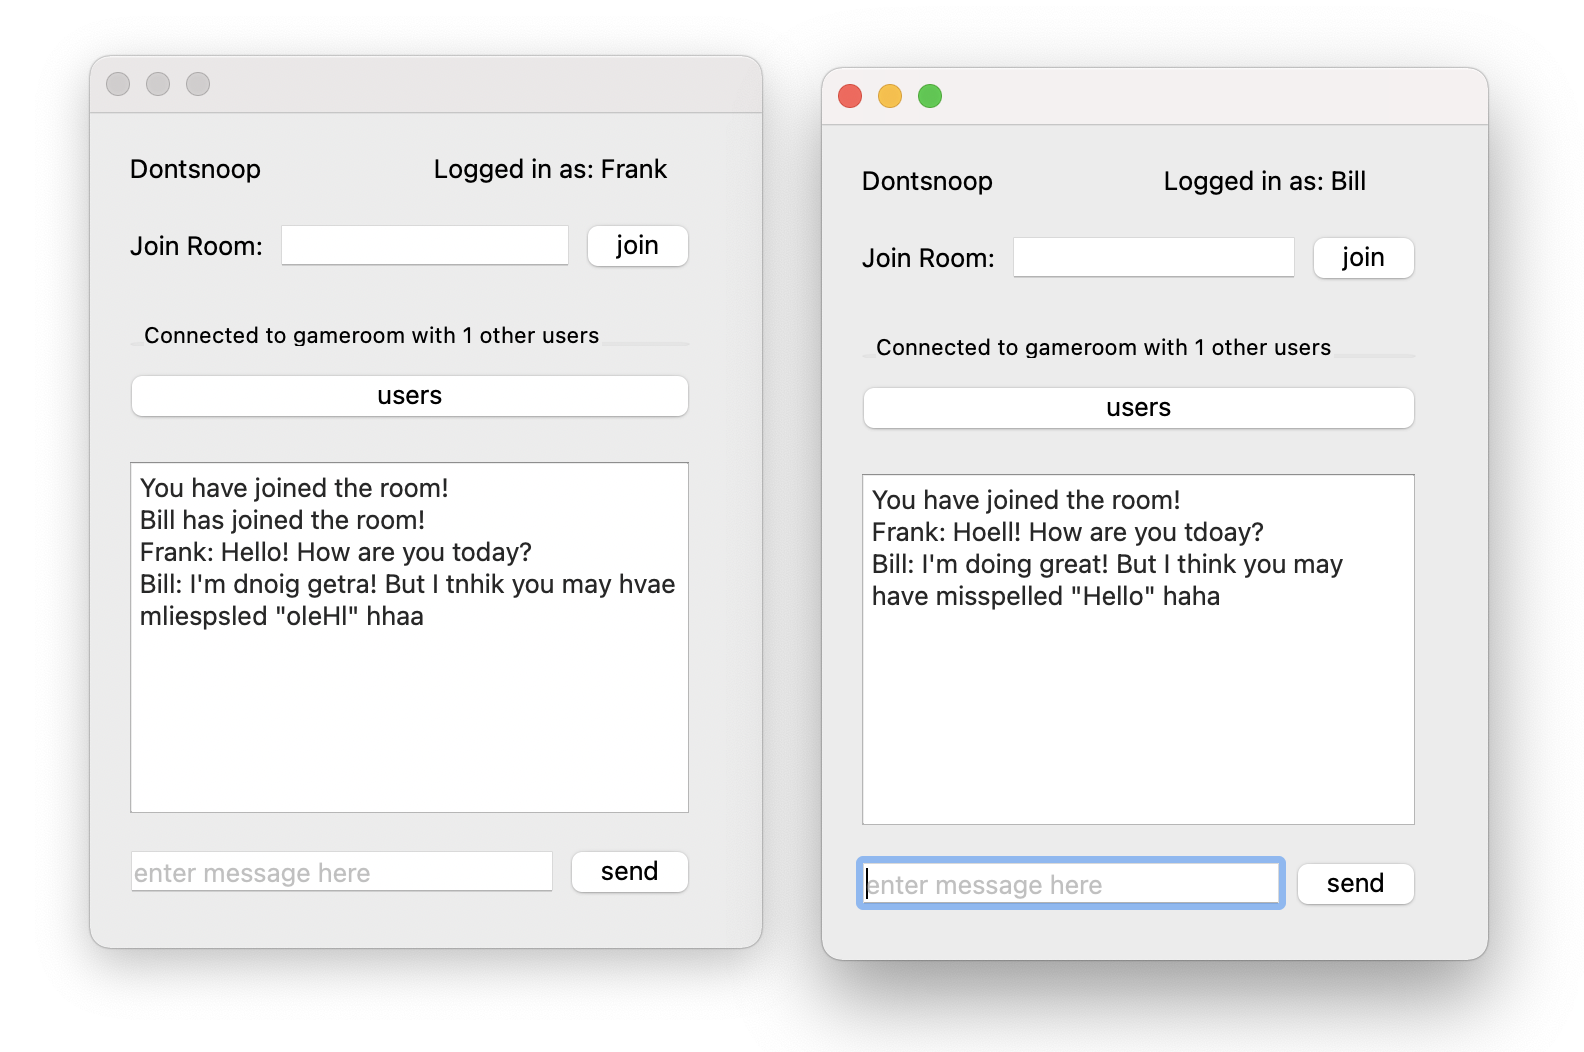 Dontsnoop Logged in as: Frank
Join Room: join
Connected to gameroom with 1 other users
users
You have joined the room!
Bill has joined the room!
Frank: Hello! How are you today?
Bill: I'm dnoig getra! But I tnhik you may hvae
mliespsled "oleHl" hhaa
enter message here send
Dontsnoop Logged in as: Bill
Join Room: join
Connected to gameroom with 1 other users
users
You have joined the room!
Frank: Hoell! How are you tdoay?
Bill: I'm doing great! But I think you may
have misspelled "Hello" haha
enter message here send